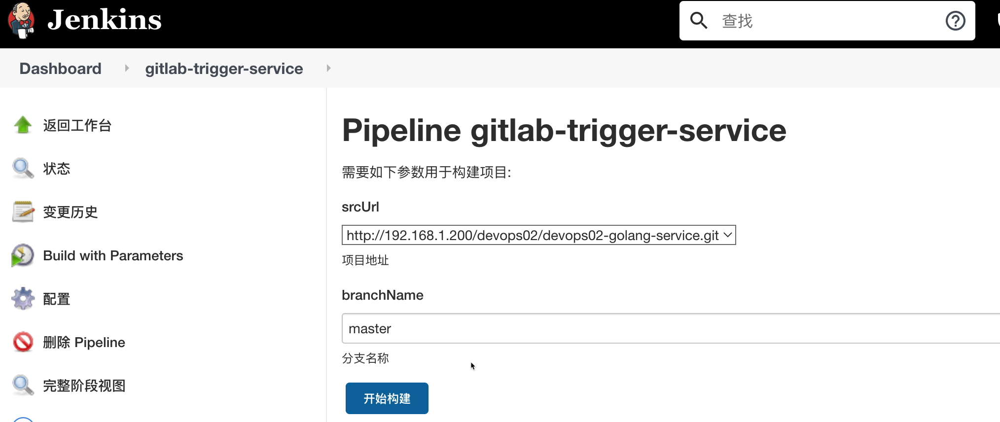 Jenkins
查找
Dashboard
gitlab-trigger-service
返回工作台
状态
变更历史
Build with Parameters
配置
删除 Pipeline
完整阶段视图
Pipeline gitlab-trigger-service
需要如下参数用于构建项目:
srcUrl
http://192.168.1.200/devops02/devops02-golang-service.git
项目地址
branchName
master
分支名称
开始构建